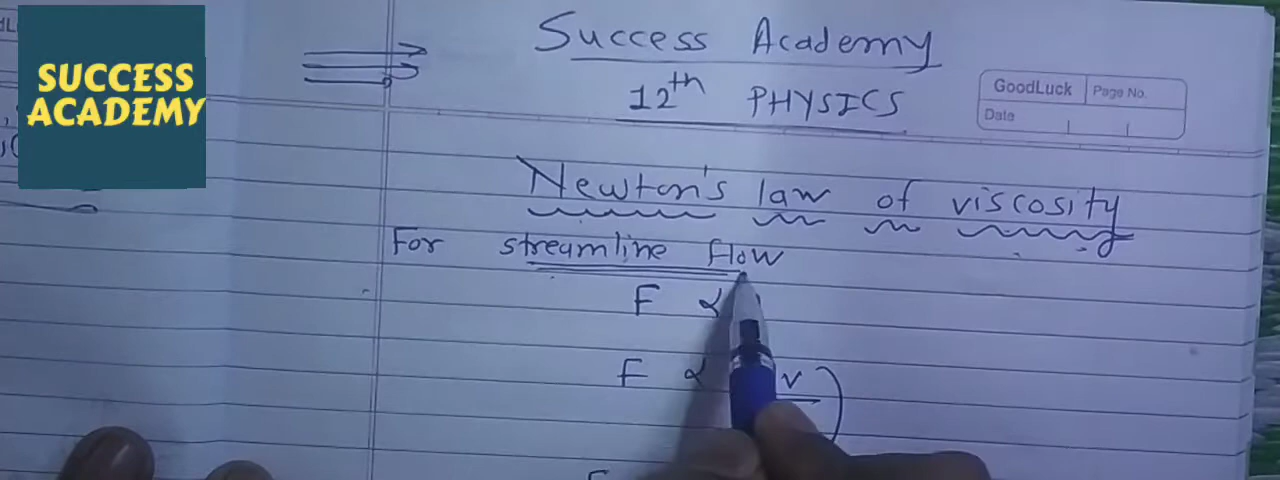 SUCCESS
ACADEMY
Success Academy
12th PHYSICS
GoodLuck Page No.
Date
Newton's law of viscosity
For streamline flow
F ∝
F ∝ v